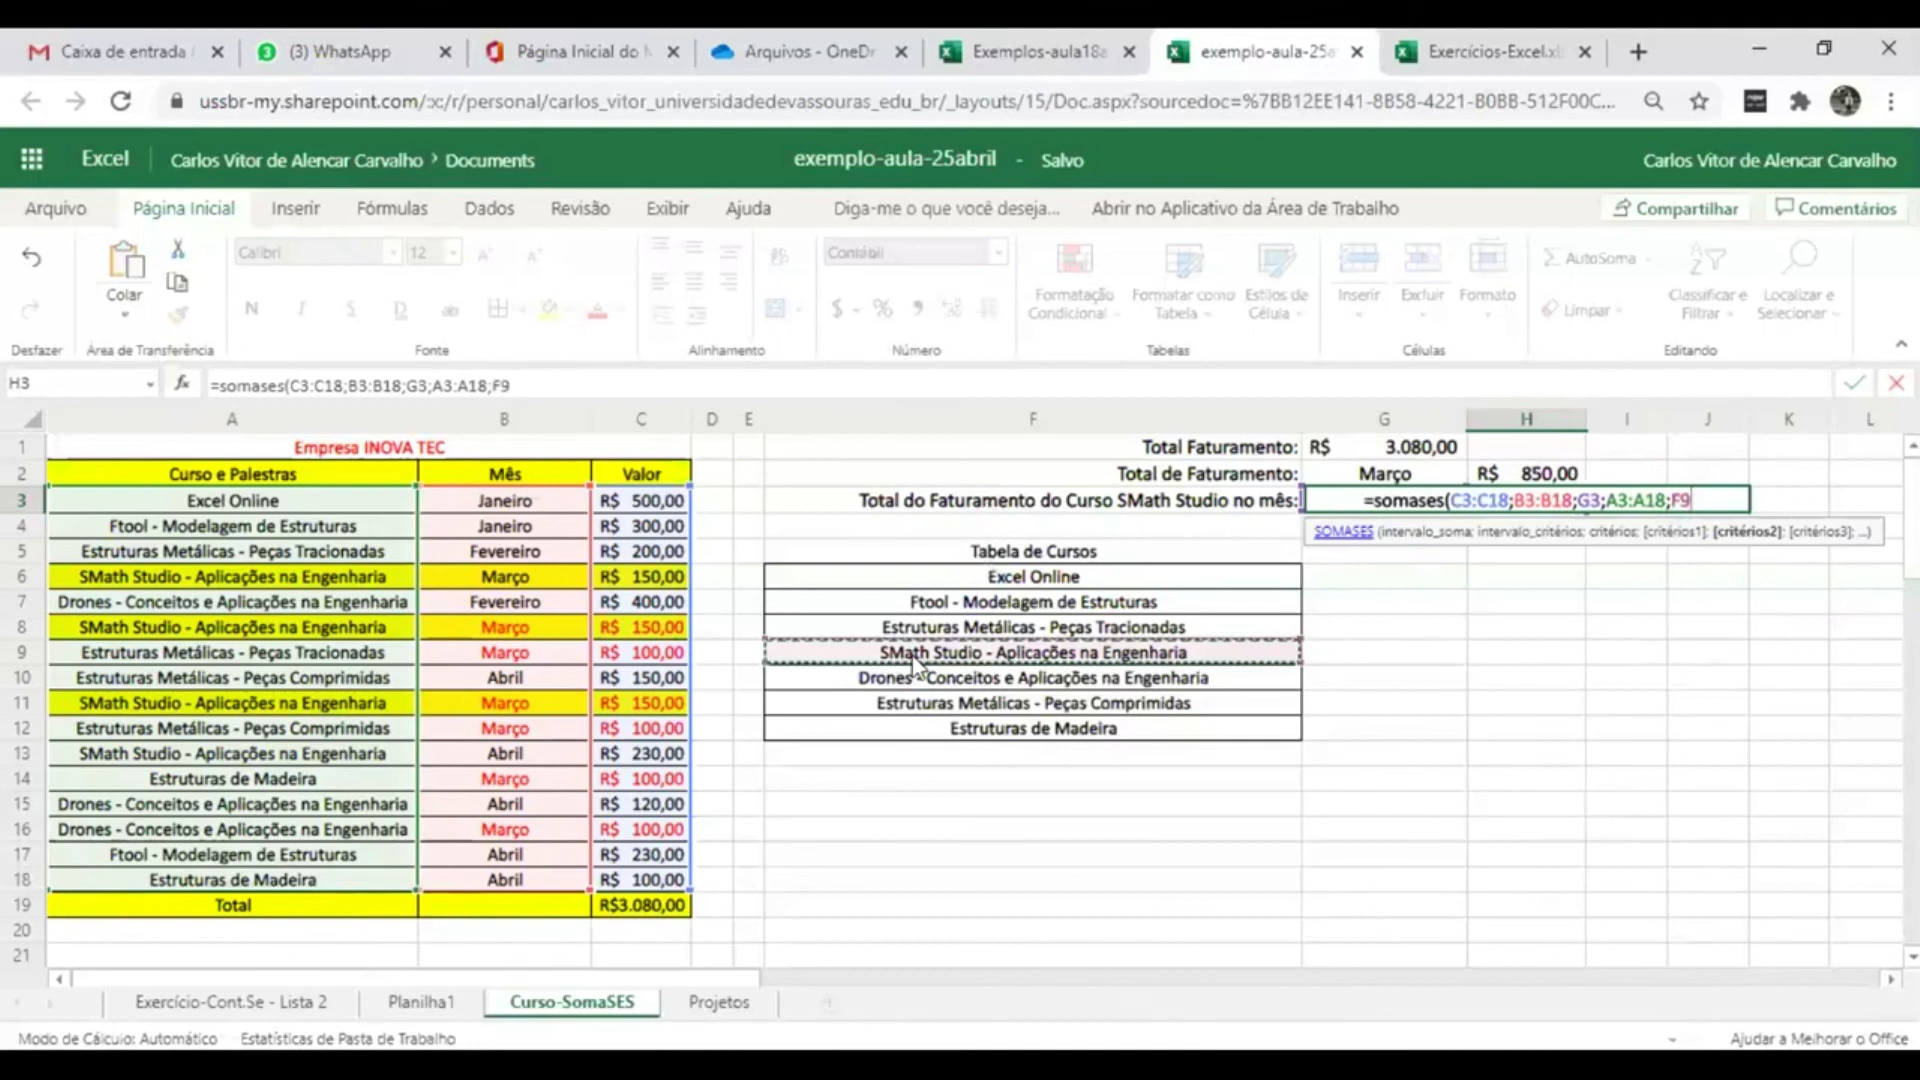 Caixa de entrada
(3) WhatsApp
Página Inicial do
Arquivos - OneDr
Exemplos-aula18a
exemplo-aula-25a
Exercícios-Excel.xl
ussbr-my.sharepoint.com/:x:/r/personal/carlos_vitor_universidadedevassouras_edu_br/_layouts/15/Doc.aspx?sourcedoc=%7BB12EE141-8B58-4221-B0BB-512F00C...
Excel
Carlos Vitor de Alencar Carvalho > Documents
exemplo-aula-25abril - Salvo
Carlos Vitor de Alencar Carvalho
Arquivo Página Inicial Inserir Fórmulas Dados Revisão Exibir Ajuda Diga-me o que você deseja... Abrir no Aplicativo da Área de Trabalho Compartilhar Comentários
Calibri 12 Contábil AutoSoma
Colar Formatação Condicional Formatar como Tabela Estilos de Célula Inserir Excluir Formato Limpar Classificar e Filtrar Localizar e Selecionar
N I S D ab $ %
Desfazer Área de Transferência Fonte Alinhamento Número Tabelas Células Editando
H3 fx =somases(C3:C18;B3:B18;G3;A3:A18;F9
A B C D E F G H I J K L
1 Empresa INOVA TEC Total Faturamento: R$ 3.080,00
2 Curso e Palestras Mês Valor Total de Faturamento: Março R$ 850,00
3 Excel Online Janeiro R$ 500,00 Total do Faturamento do Curso SMath Studio no mês: =somases(C3:C18;B3:B18;G3;A3:A18;F9
4 Ftool - Modelagem de Estruturas Janeiro R$ 300,00 SOMASES (intervalo_soma; intervalo_critérios; critérios; [critérios1]; [critérios2]; [critérios3]; ...)
5 Estruturas Metálicas - Peças Tracionadas Fevereiro R$ 200,00 Tabela de Cursos
6 SMath Studio - Aplicações na Engenharia Março R$ 150,00 Excel Online
7 Drones - Conceitos e Aplicações na Engenharia Fevereiro R$ 400,00 Ftool - Modelagem de Estruturas
8 SMath Studio - Aplicações na Engenharia Março R$ 150,00 Estruturas Metálicas - Peças Tracionadas
9 Estruturas Metálicas - Peças Tracionadas Março R$ 100,00 SMath Studio - Aplicações na Engenharia
10 Estruturas Metálicas - Peças Comprimidas Abril R$ 150,00 Drones - Conceitos e Aplicações na Engenharia
11 SMath Studio - Aplicações na Engenharia Março R$ 150,00 Estruturas Metálicas - Peças Comprimidas
12 Estruturas Metálicas - Peças Comprimidas Março R$ 100,00 Estruturas de Madeira
13 SMath Studio - Aplicações na Engenharia Abril R$ 230,00
14 Estruturas de Madeira Março R$ 100,00
15 Drones - Conceitos e Aplicações na Engenharia Abril R$ 120,00
16 Drones - Conceitos e Aplicações na Engenharia Março R$ 100,00
17 Ftool - Modelagem de Estruturas Abril R$ 230,00
18 Estruturas de Madeira Abril R$ 100,00
19 Total R$3.080,00
20
21
Exercício-Cont.Se - Lista 2 Planilha1 Curso-SomaSES Projetos
Modo de Cálculo: Automático Estatísticas de Pasta de Trabalho Ajudar a Melhorar o Office